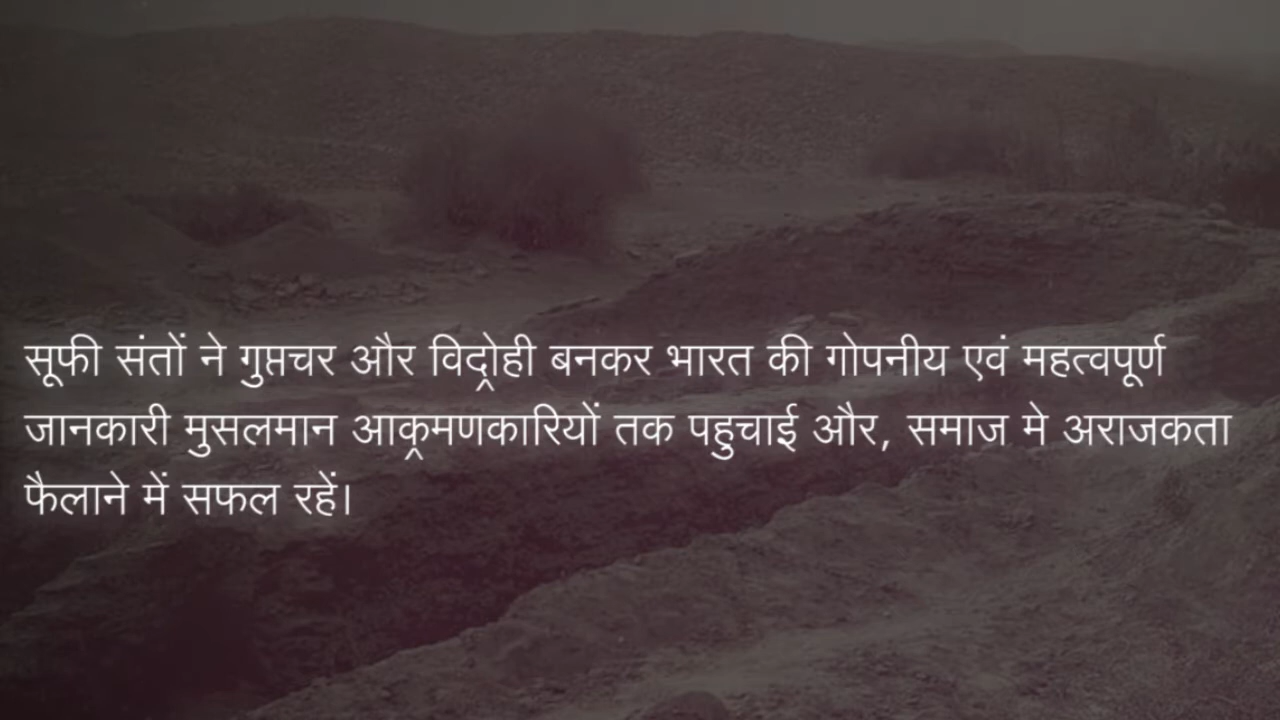 सूफी संतों ने गुप्तचर और विद्रोही बनकर भारत की गोपनीय एवं महत्वपूर्ण
जानकारी मुसलमान आक्रमणकारियों तक पहुचाई और, समाज मे अराजकता
फैलाने में सफल रहें।